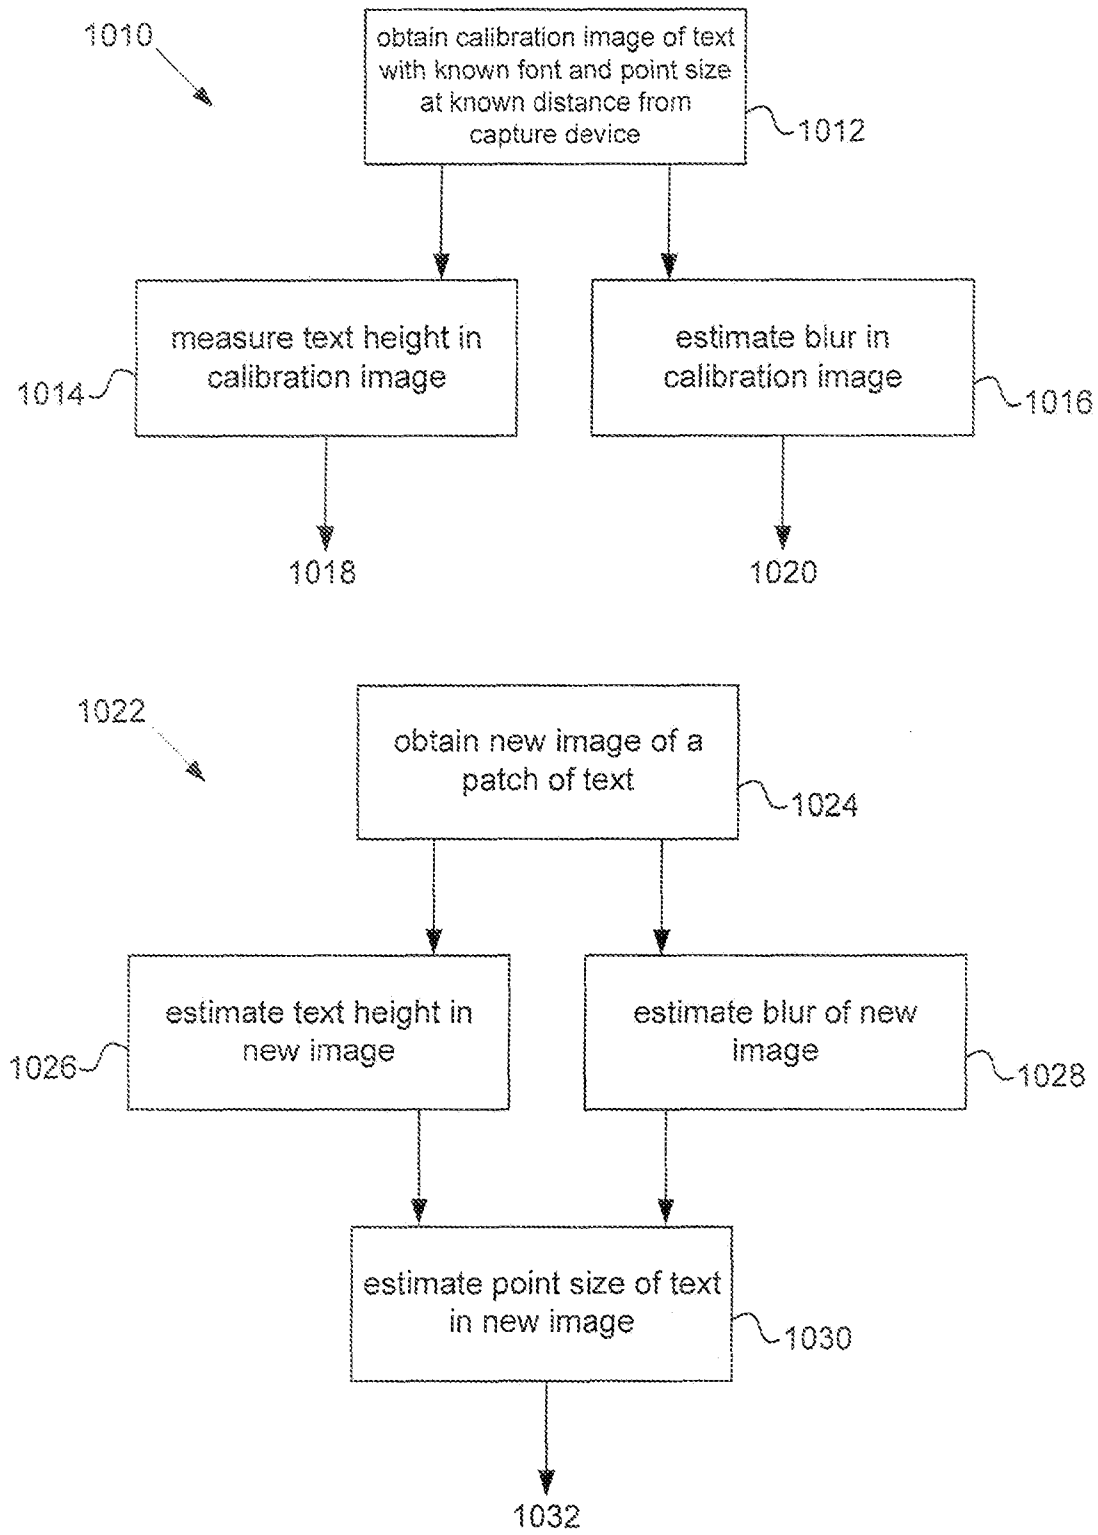 1010
obtain calibration image of text
with known font and point size
at known distance from
capture device
1012
measure text height in
calibration image
1014
estimate blur in
calibration image
1016
1018
1020
1022
obtain new image of a
patch of text
1024
estimate text height in
new image
1026
estimate blur of new
image
1028
estimate point size of text
in new image
1030
1032